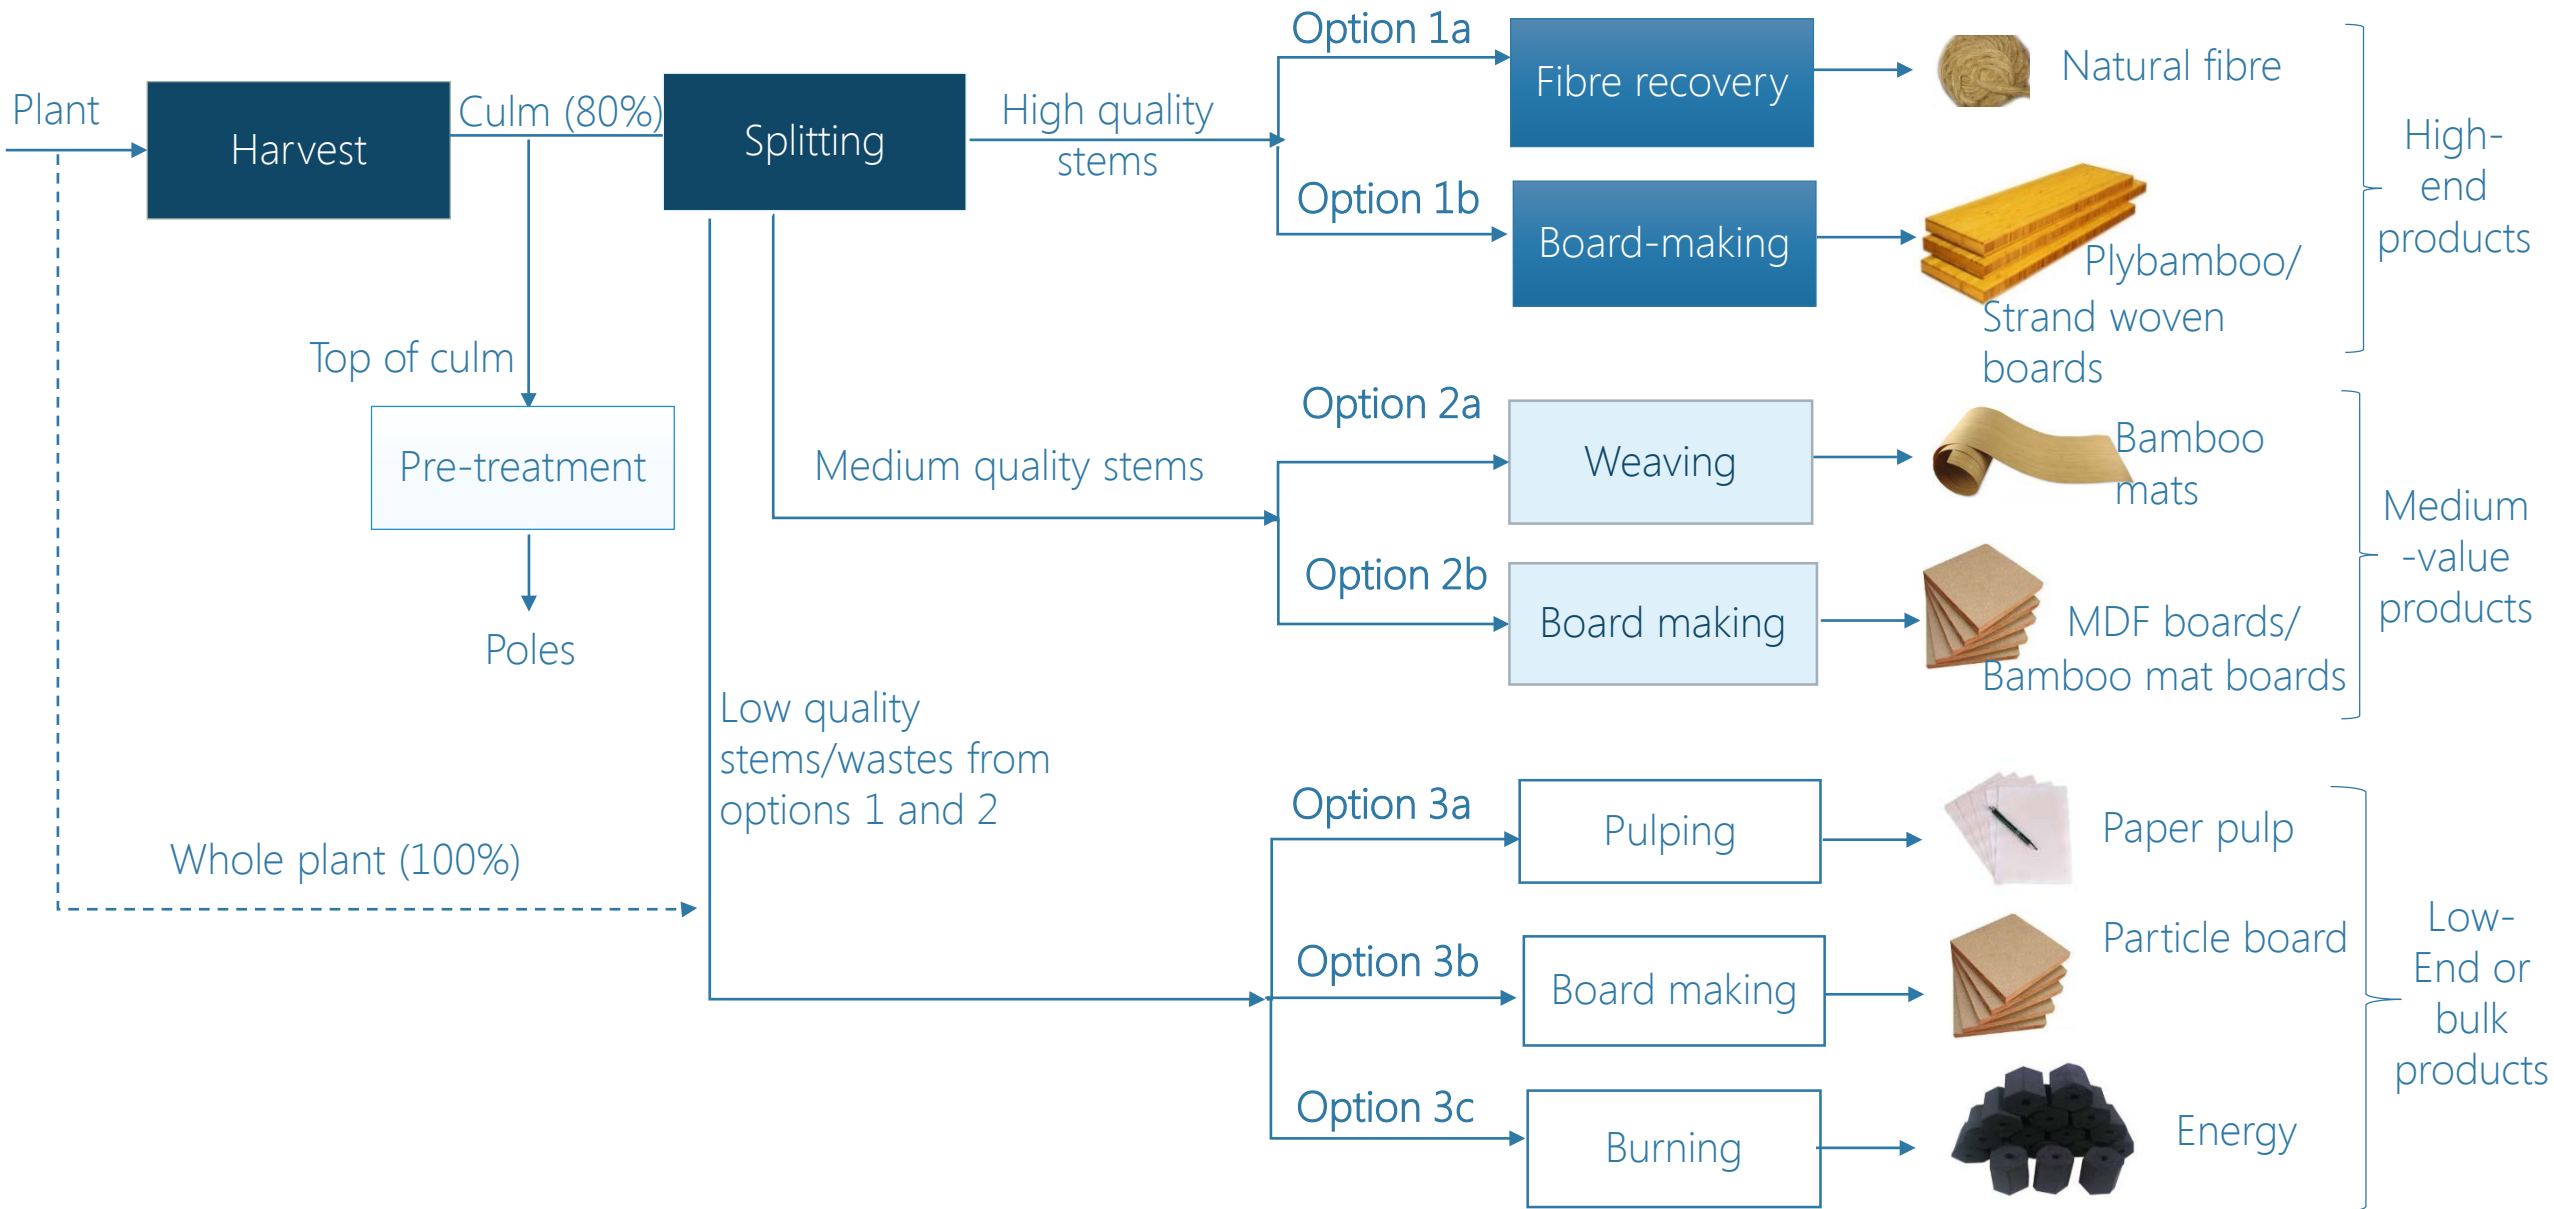 Plant
Harvest
Culm (80%)
Splitting
High quality
stems
Option 1a
Fibre recovery
Natural fibre
Option 1b
Board-making
Plybamboo/
Strand woven
boards
High-
end
products
Top of culm
Pre-treatment
Poles
Medium quality stems
Option 2a
Weaving
Bamboo
mats
Option 2b
Board making
MDF boards/
Bamboo mat boards
Medium
-value
products
Low quality
stems/wastes from
options 1 and 2
Whole plant (100%)
Option 3a
Pulping
Paper pulp
Option 3b
Board making
Particle board
Option 3c
Burning
Energy
Low-
End or
bulk
products